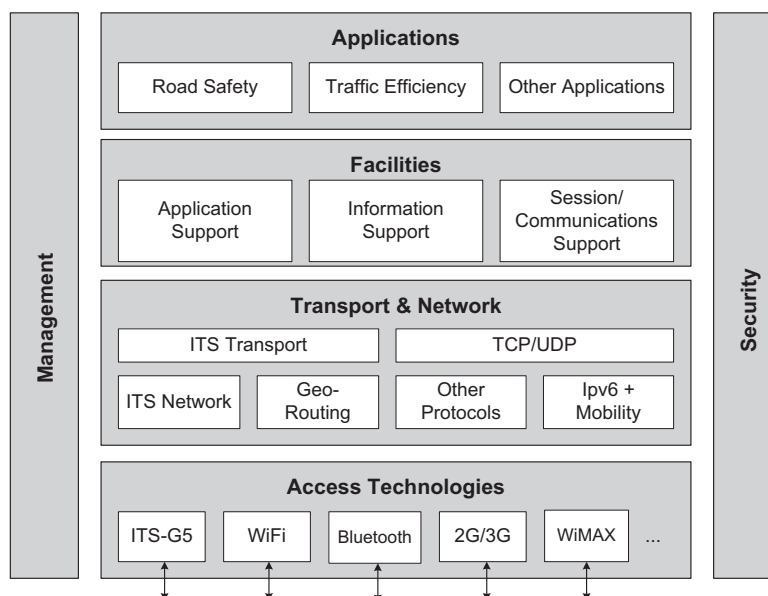 Management
Applications
Road Safety
Traffic Efficiency
Other Applications
Facilities
Application
Support
Information
Support
Session/
Communications
Support
Transport & Network
ITS Transport
TCP/UDP
ITS Network
Geo-
Routing
Other
Protocols
Ipv6 +
Mobility
Access Technologies
ITS-G5
WiFi
Bluetooth
2G/3G
WiMAX
...
Security